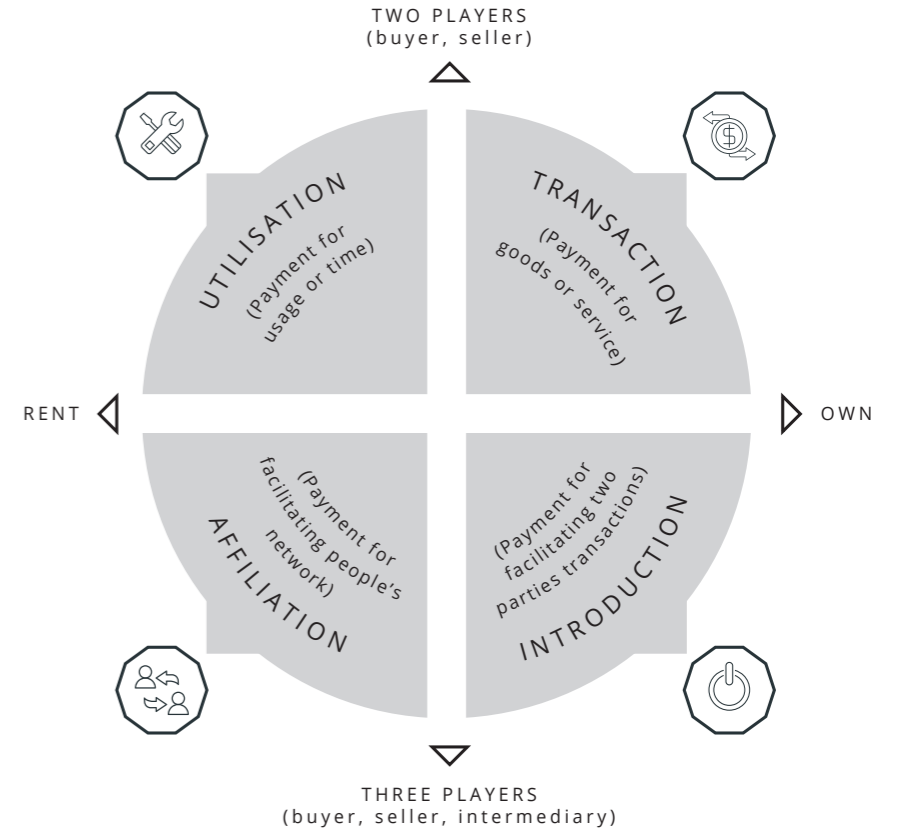 TWO PLAYERS
(buyer, seller)
UTILISATION
(Payment for
usage or time)
TRANSACTION
(Payment for
goods or service)
RENT
OWN
(Payment for
facilitating people's
network)
AFFILIATION
(Payment for
facilitating two
parties transactions)
INTRODUCTION
THREE PLAYERS
(buyer, seller, intermediary)
$